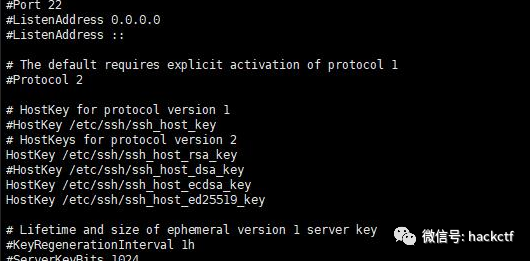 #Port 22
#ListenAddress 0.0.0.0
#ListenAddress ::
# The default requires explicit activation of protocol 1
#Protocol 2
# HostKey for protocol version 1
#HostKey /etc/ssh/ssh_host_key
# HostKeys for protocol version 2
HostKey /etc/ssh/ssh_host_rsa_key
#HostKey /etc/ssh/ssh_host_dsa_key
HostKey /etc/ssh/ssh_host_ecdsa_key
HostKey /etc/ssh/ssh_host_ed25519_key
# Lifetime and size of ephemeral version 1 server key
#KeyRegenerationInterval 1h
#ServerKeyBits 1024
微信号: hackctf